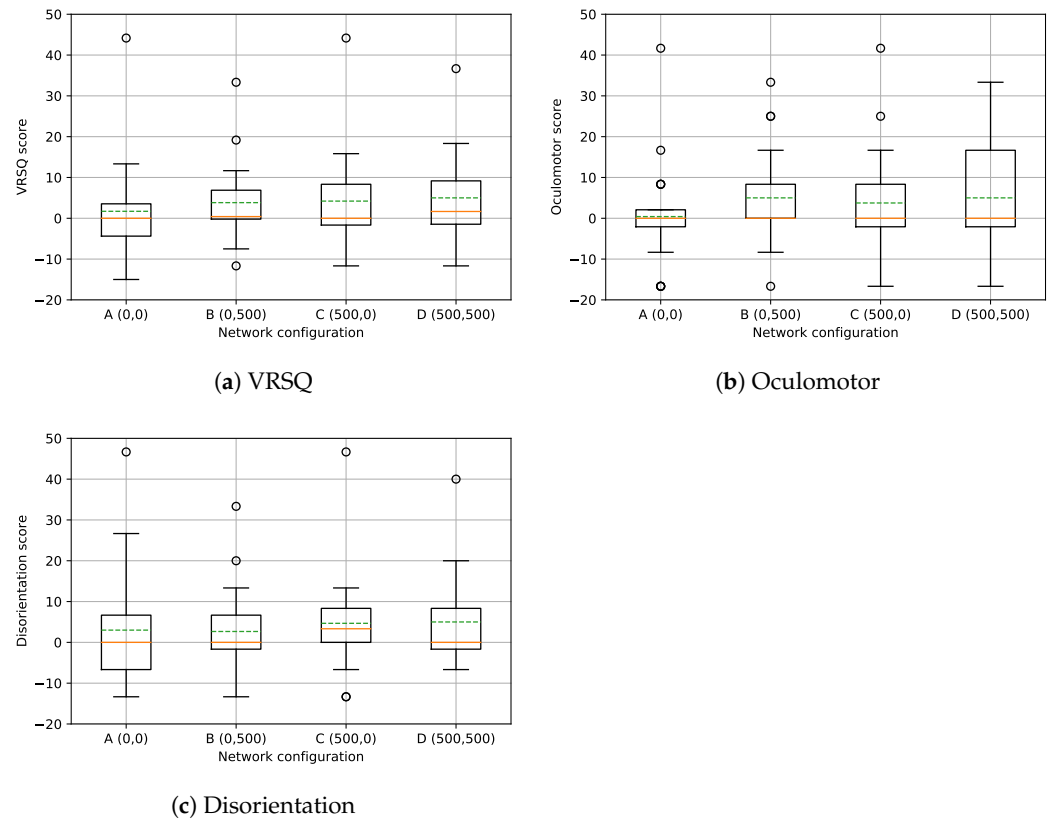 50
40
30
20
10
0
−10
−20
VRSQ score
A (0,0) B (0,500) C (500,0) D (500,500)
Network configuration
(a) VRSQ
50
40
30
20
10
0
−10
−20
Oculomotor score
A (0,0) B (0,500) C (500,0) D (500,500)
Network configuration
(b) Oculomotor
50
40
30
20
10
0
−10
−20
Disorientation score
A (0,0) B (0,500) C (500,0) D (500,500)
Network configuration
(c) Disorientation